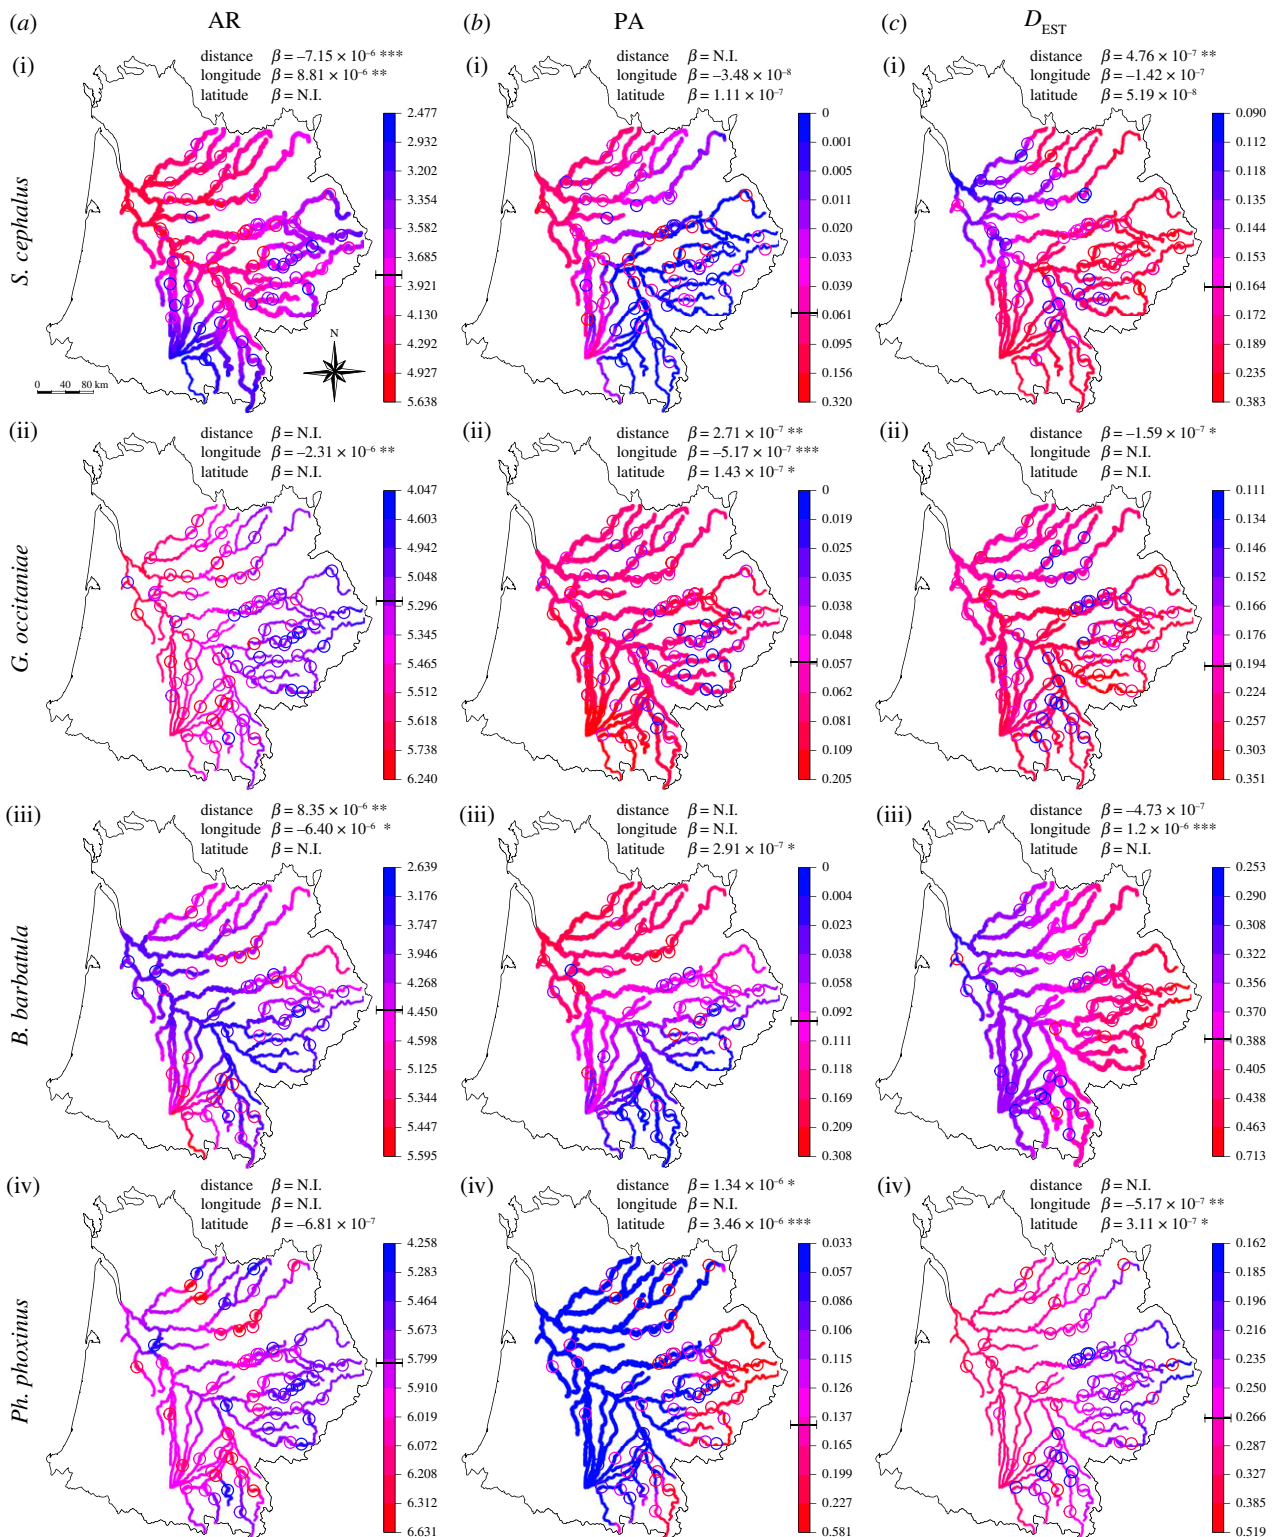 (a) AR (b) PA (c) D_EST
S. cephalus
(i)
distance β = –7.15 × 10⁻⁶ ***
longitude β = 8.81 × 10⁻⁶ **
latitude β = N.I.
2.477
2.932
3.202
3.354
3.582
3.685
3.921
4.130
4.292
4.927
5.638
N
0 40 80 km
(i)
distance β = N.I.
longitude β = –3.48 × 10⁻⁸
latitude β = 1.11 × 10⁻⁷
0
0.001
0.005
0.011
0.020
0.033
0.039
0.061
0.095
0.156
0.320
(i)
distance β = 4.76 × 10⁻⁷ **
longitude β = –1.42 × 10⁻⁷
latitude β = 5.19 × 10⁻⁸
0.090
0.112
0.118
0.135
0.144
0.153
0.164
0.172
0.189
0.235
0.383
G. occitaniae
(ii)
distance β = N.I.
longitude β = –2.31 × 10⁻⁶ **
latitude β = N.I.
4.047
4.603
4.942
5.048
5.296
5.345
5.465
5.512
5.618
5.738
6.240
(ii)
distance β = 2.71 × 10⁻⁷ **
longitude β = –5.17 × 10⁻⁷ ***
latitude β = 1.43 × 10⁻⁷ *
0
0.019
0.025
0.035
0.038
0.048
0.057
0.062
0.081
0.109
0.205
(ii)
distance β = –1.59 × 10⁻⁷ *
longitude β = N.I.
latitude β = N.I.
0.111
0.134
0.152
0.166
0.176
0.194
0.224
0.257
0.303
0.351
B. barbatula
(iii)
distance β = 8.35 × 10⁻⁶ **
longitude β = –6.40 × 10⁻⁶ *
latitude β = N.I.
2.639
3.176
3.747
3.946
4.268
4.450
4.598
5.125
5.344
5.447
5.595
(iii)
distance β = N.I.
longitude β = N.I.
latitude β = 2.91 × 10⁻⁷ *
0
0.004
0.023
0.030
0.058
0.092
0.111
0.118
0.169
0.209
0.308
(iii)
distance β = –4.73 × 10⁻⁷
longitude β = 1.2 × 10⁻⁶ ***
latitude β = N.I.
0.253
0.290
0.308
0.322
0.356
0.370
0.388
0.405
0.438
0.463
0.713
Ph. phoxinus
(iv)
distance β = N.I.
longitude β = N.I.
latitude β = –6.81 × 10⁻⁷
4.258
5.283
5.464
5.673
5.799
5.910
6.019
6.072
6.208
6.312
6.631
(iv)
distance β = 1.34 × 10⁻⁶ *
longitude β = N.I.
latitude β = 3.46 × 10⁻⁶ ***
0.033
0.057
0.086
0.106
0.115
0.126
0.137
0.165
0.199
0.227
0.581
(iv)
distance β = N.I.
longitude β = –5.17 × 10⁻⁷ **
latitude β = 3.11 × 10⁻⁷ *
0.162
0.185
0.196
0.216
0.235
0.250
0.266
0.287
0.327
0.375
0.519